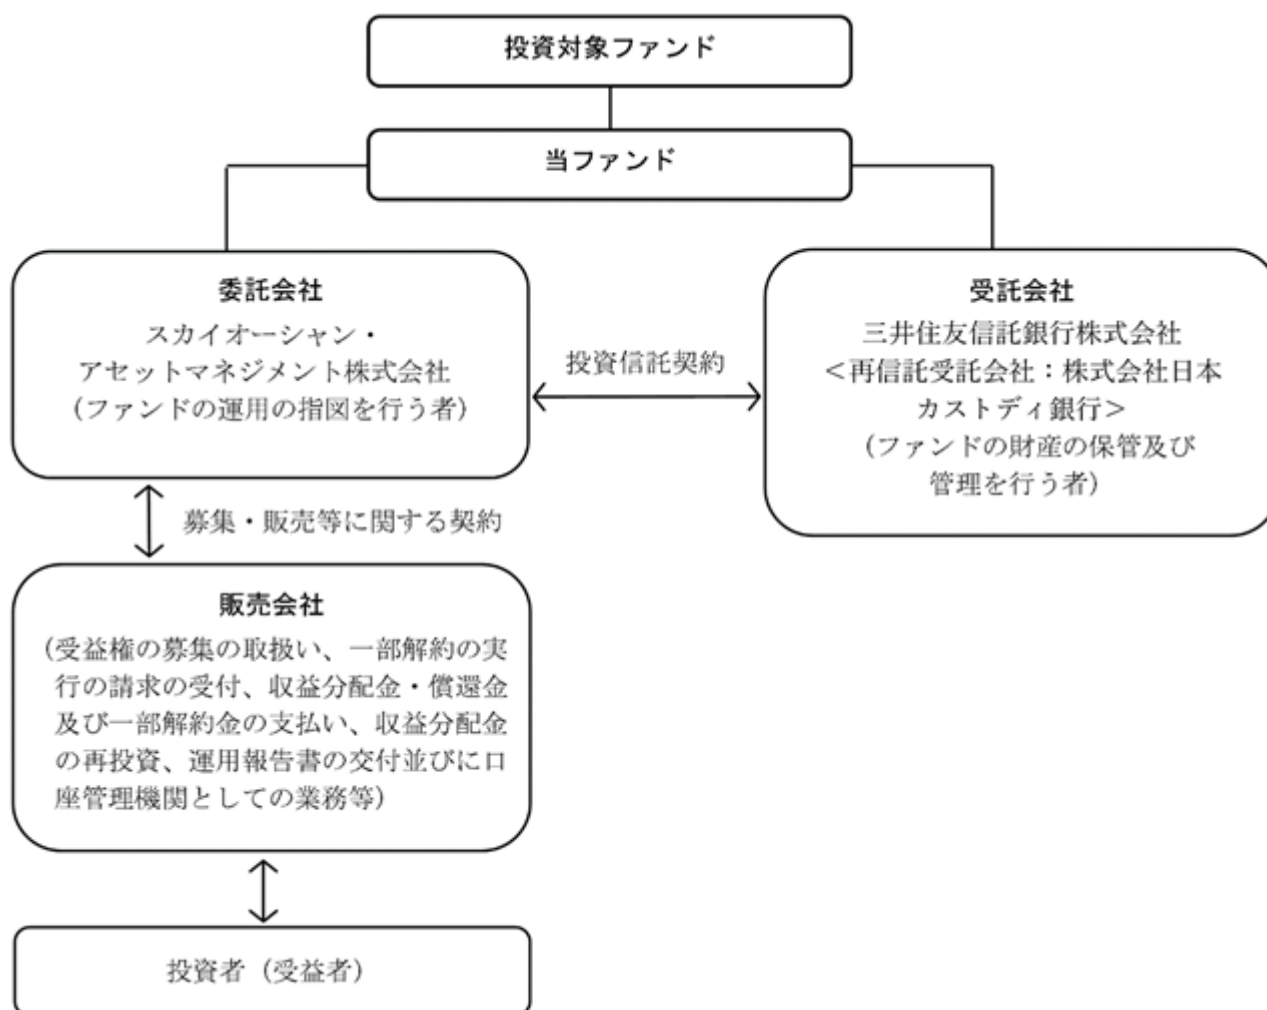 投資対象ファンド
当ファンド
委託会社
スカイオーシャン・
アセットマネジメント株式会社
（ファンドの運用の指図を行う者）
投資信託契約
受託会社
三井住友信託銀行株式会社
＜再信託受託会社：株式会社日本
カストディ銀行＞
（ファンドの財産の保管及び
管理を行う者）
募集・販売等に関する契約
販売会社
（受益権の募集の取扱い、一部解約の実
行の請求の受付、収益分配金・償還金
及び一部解約金の支払い、収益分配金
の再投資、運用報告書の交付並びに口
座管理機関としての業務等）
投資者（受益者）